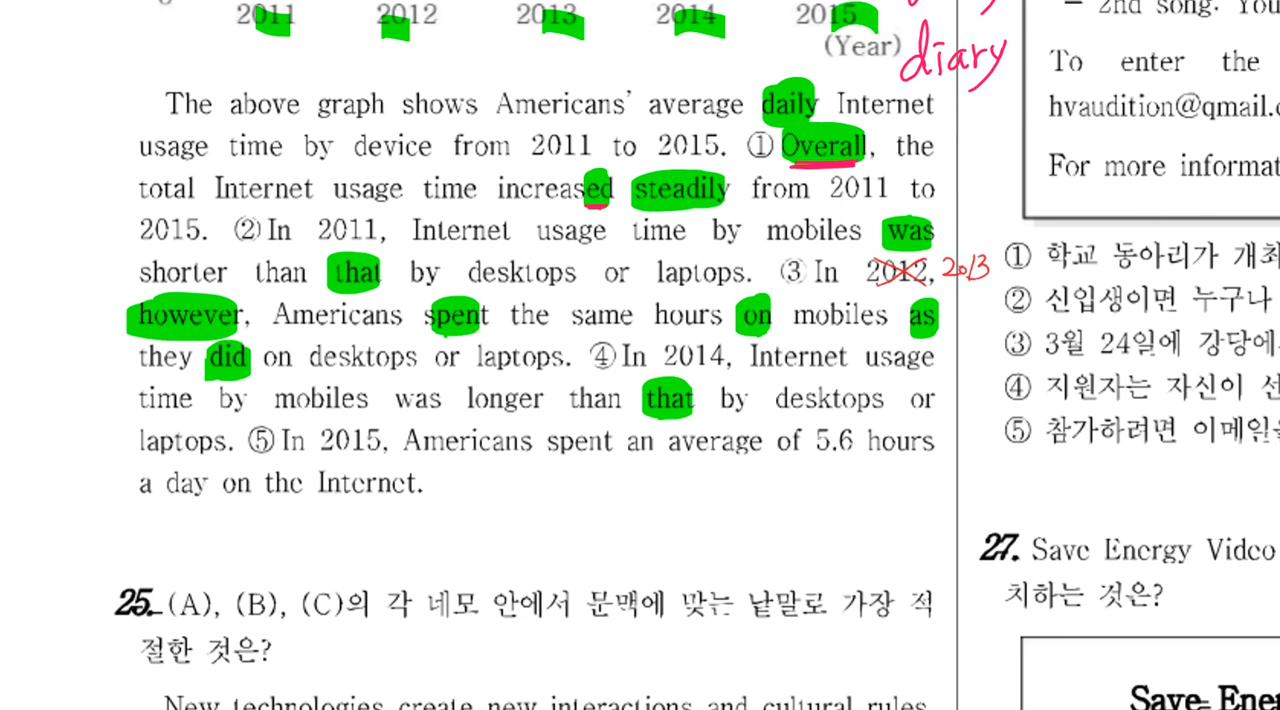 2011 2012 2013 2014 2015
(Year)
diary
The above graph shows Americans' average daily Internet
usage time by device from 2011 to 2015. ① Overall, the
total Internet usage time increased steadily from 2011 to
2015. ② In 2011, Internet usage time by mobiles was
shorter than that by desktops or laptops. ③ In 2012, 2013
however, Americans spent the same hours on mobiles as
they did on desktops or laptops. ④ In 2014, Internet usage
time by mobiles was longer than that by desktops or
laptops. ⑤ In 2015, Americans spent an average of 5.6 hours
a day on the Internet.
25. (A), (B), (C)의 각 네모 안에서 문맥에 맞는 낱말로 가장 적
절한 것은?
New technologies create new interactions and cultural rules.
- 2nd song: You
To enter the
hvaudition@qmail.c
For more informat
① 학교 동아리가 개최
② 신입생이면 누구나
③ 3월 24일에 강당에
④ 지원자는 자신이 선
⑤ 참가하려면 이메일을
27. Save Energy Video
치하는 것은?
Save Ene